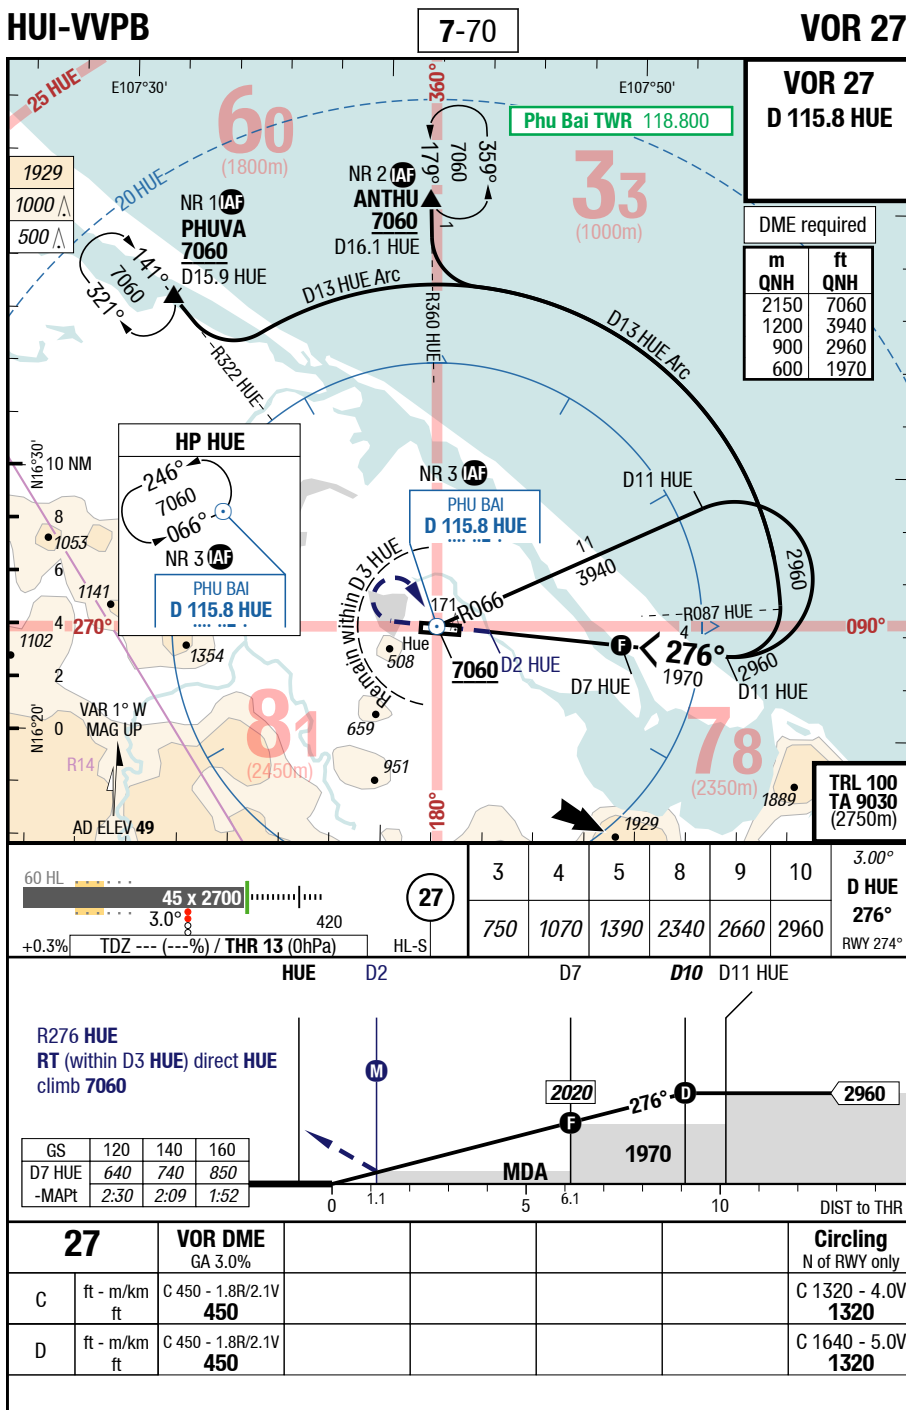 HUI-VVPB
7-70
VOR 27
VOR 27
D 115.8 HUE
DME required
m ft
QNH QNH
2150 7060
1200 3940
900 2960
600 1970
E107°30'
E107°50'
25 HUE
20 HUE
360°
60
(1800m)
Phu Bai TWR 118.800
33
(1000m)
1929
1000
500
NR 1 IAF
PHUVA
7060
D15.9 HUE
141°
7060
321°
NR 2 IAF
ANTHU
7060
D16.1 HUE
179°
7060
359°
1
D13 HUE Arc
D13 HUE Arc
R360 HUE
R322 HUE
N16°30'
10 NM
8
6
4
2
0
N16°20'
HP HUE
246°
7060
066°
NR 3 IAF
PHU BAI
D 115.8 HUE
NR 3 IAF
PHU BAI
D 115.8 HUE
D11 HUE
11
3940
2960
R066
R087 HUE
Remain within D3 HUE
171
Hue
7060
D2 HUE
F
D7 HUE
4
276°
1970
2960
D11 HUE
270°
090°
180°
1053
1141
1102
1354
508
659
951
1889
1929
VAR 1° W
MAG UP
R14
AD ELEV 49
81
(2450m)
78
(2350m)
TRL 100
TA 9030
(2750m)
60 HL
45 x 2700
3.0°
420
+0.3%
TDZ --- (---%) / THR 13 (0hPa)
HL-S
27
3 4 5 8 9 10
750 1070 1390 2340 2660 2960
3.00°
D HUE
276°
RWY 274°
HUE D2 D7 D10 D11 HUE
R276 HUE
RT (within D3 HUE) direct HUE
climb 7060
M
2020
F
276°
D
2960
MDA
1970
GS 120 140 160
D7 HUE 640 740 850
-MAPt 2:30 2:09 1:52
0 1.1 5 6.1 10 DIST to THR
27
VOR DME
GA 3.0%
Circling
N of RWY only
C
ft - m/km
ft
C 450 - 1.8R/2.1V
450
C 1320 - 4.0V
1320
D
ft - m/km
ft
C 450 - 1.8R/2.1V
450
C 1640 - 5.0V
1320